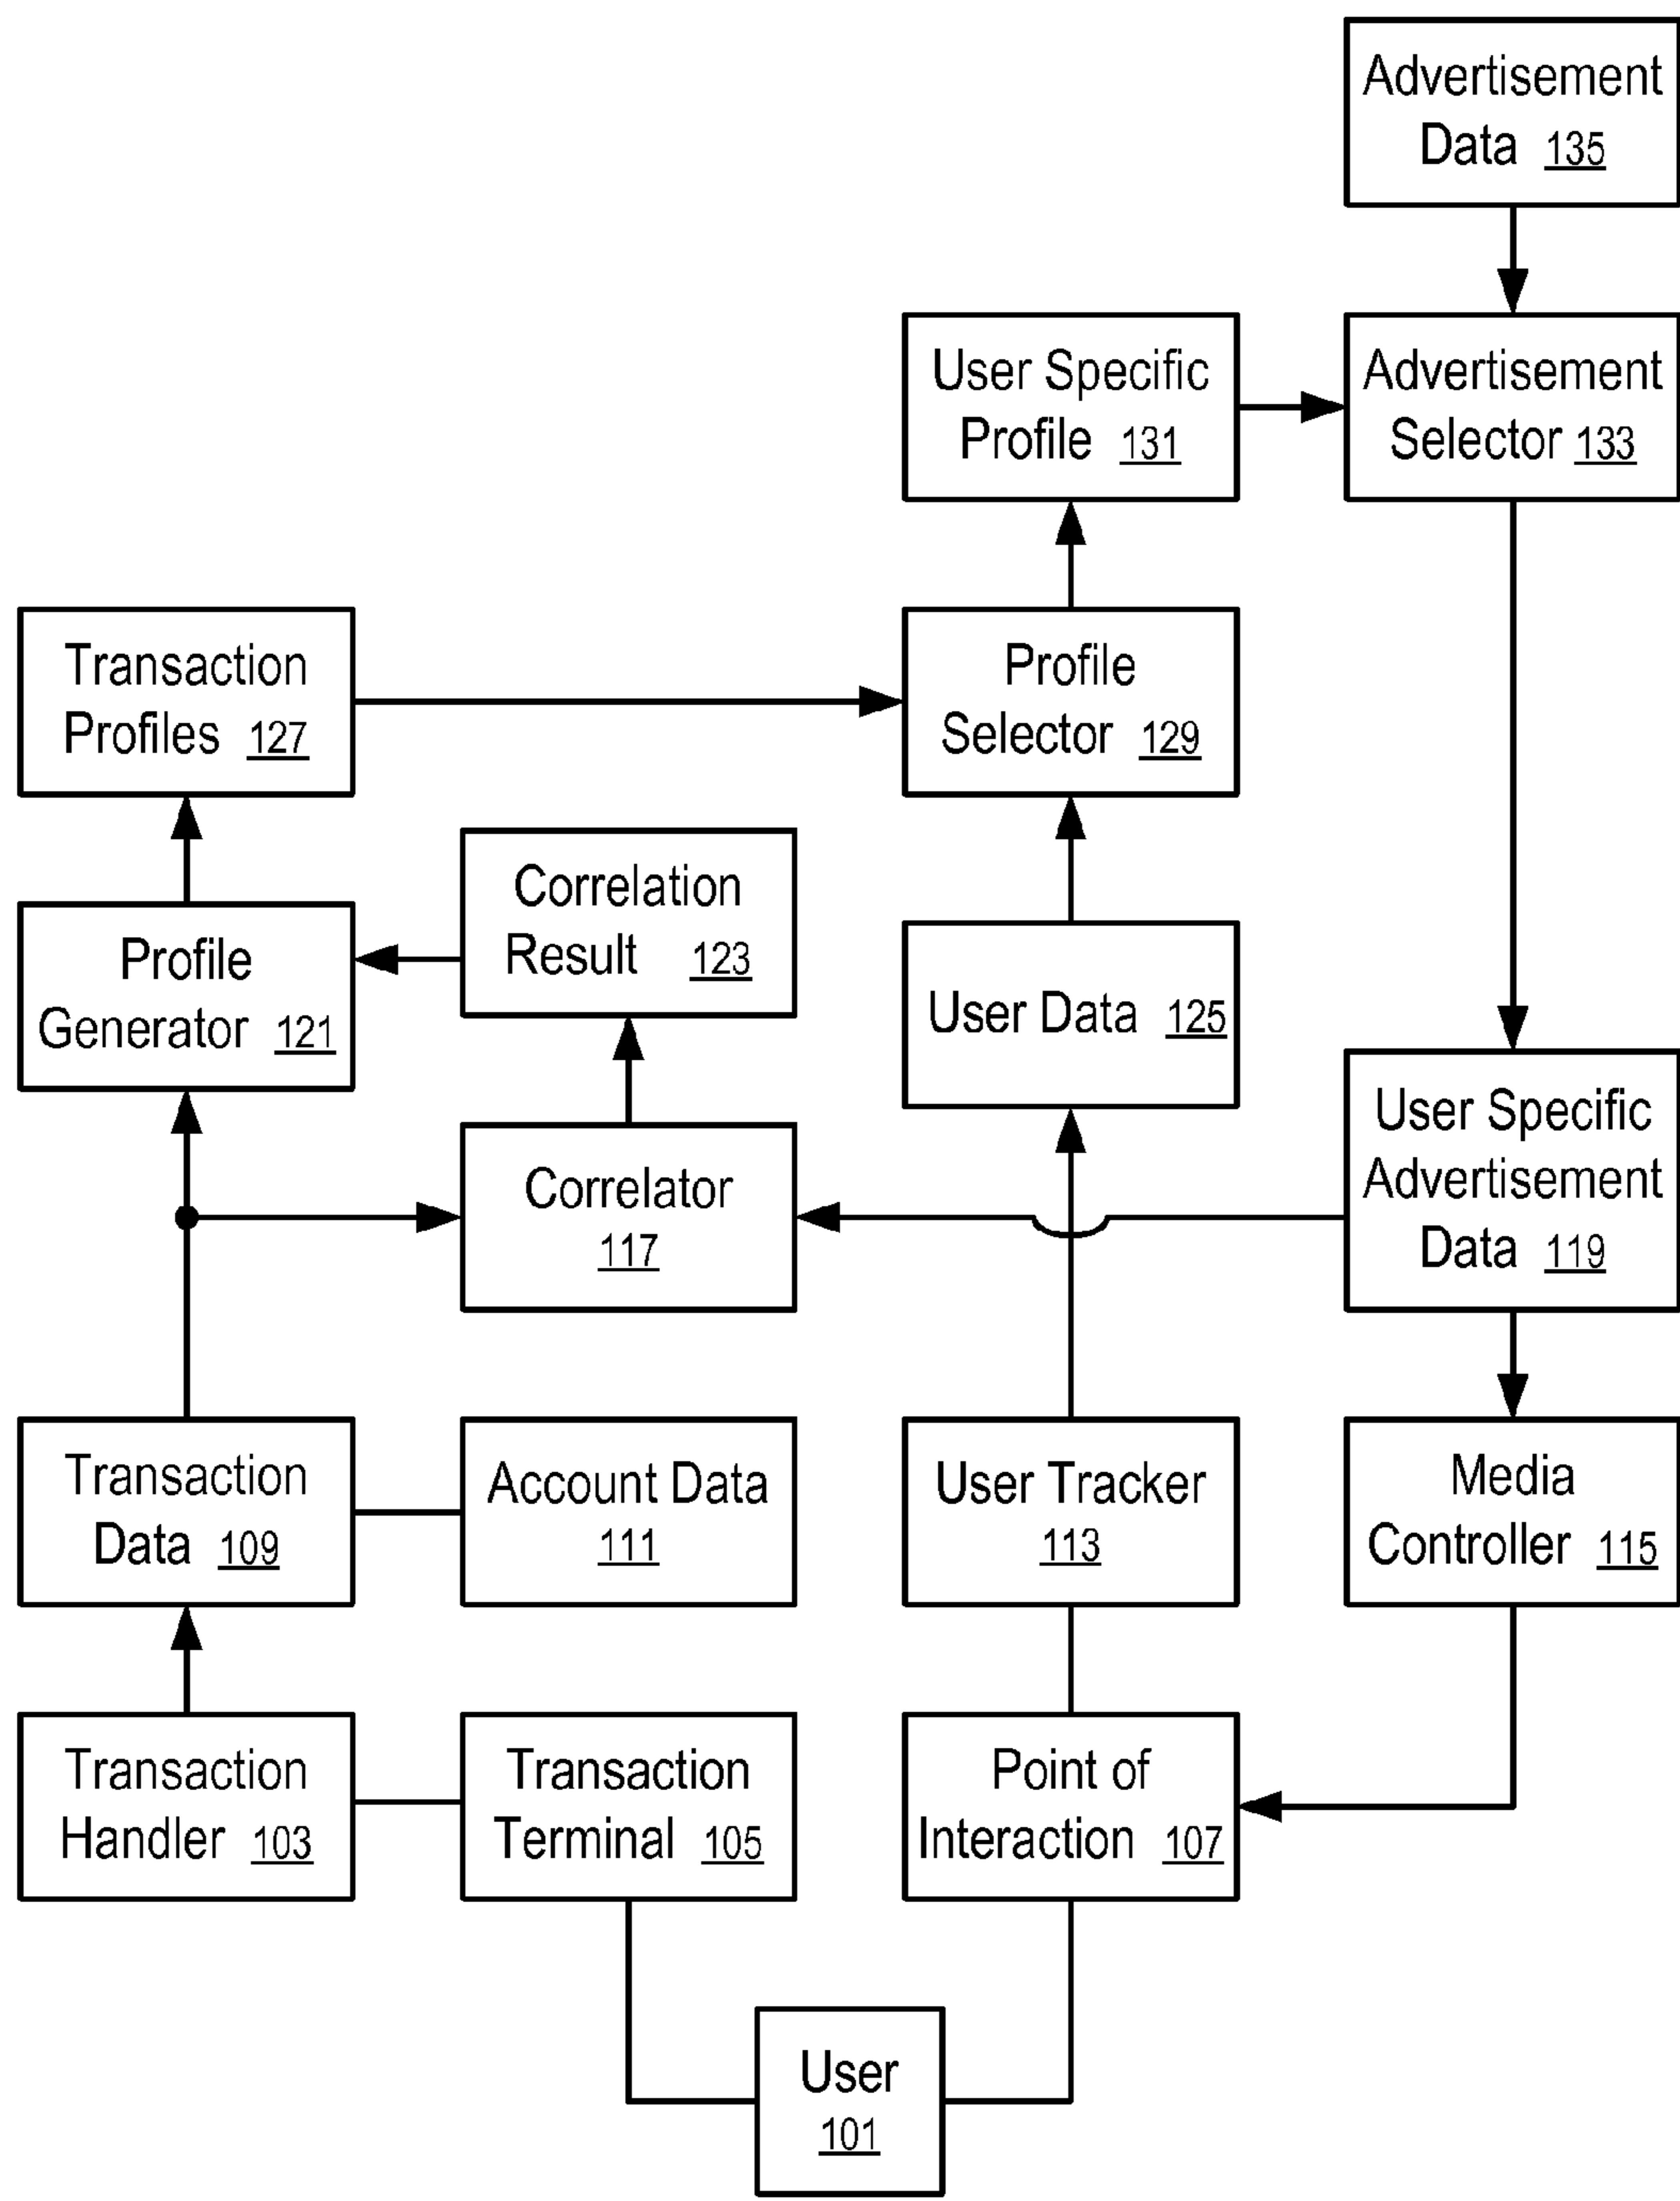 Advertisement
Data 135
User Specific
Profile 131
Advertisement
Selector 133
Transaction
Profiles 127
Profile
Selector 129
Correlation
Result 123
Profile
Generator 121
User Data 125
User Specific
Advertisement
Data 119
Correlator
117
Transaction
Data 109
Account Data
111
User Tracker
113
Media
Controller 115
Transaction
Handler 103
Transaction
Terminal 105
Point of
Interaction 107
User
101